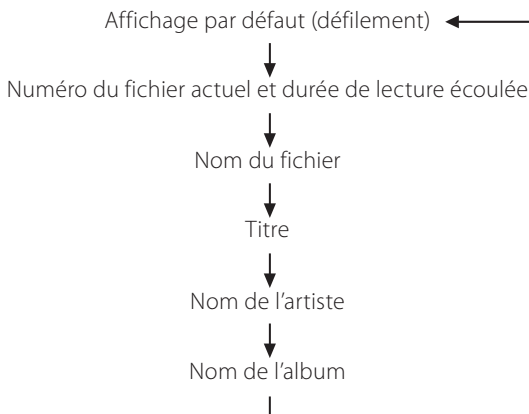 Affichage par défaut (défilement)
Numéro du fichier actuel et durée de lecture écoulée
Nom du fichier
Titre
Nom de l'artiste
Nom de l'album